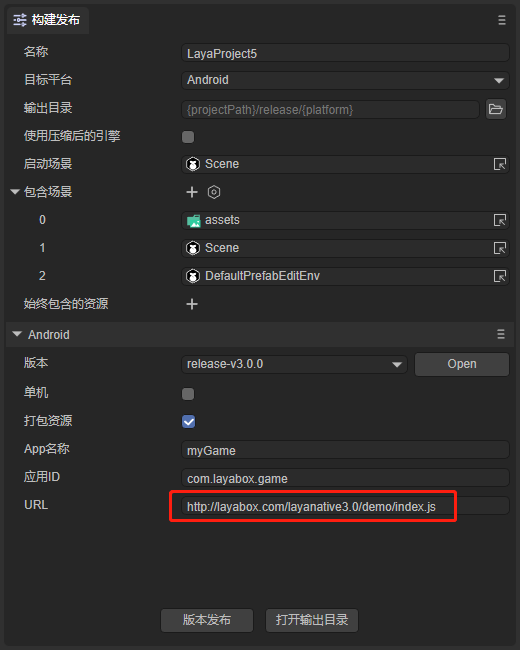 构建发布
名称 LayaProject5
目标平台 Android
输出目录 {projectPath}/release/{platform}
使用压缩后的引擎
启动场景 Scene
包含场景
0 assets
1 Scene
2 DefaultPrefabEditEnv
始终包含的资源
Android
版本 release-v3.0.0 Open
单机
打包资源
App名称 myGame
应用ID com.layabox.game
URL http://layabox.com/layanative3.0/demo/index.js
版本发布 打开输出目录